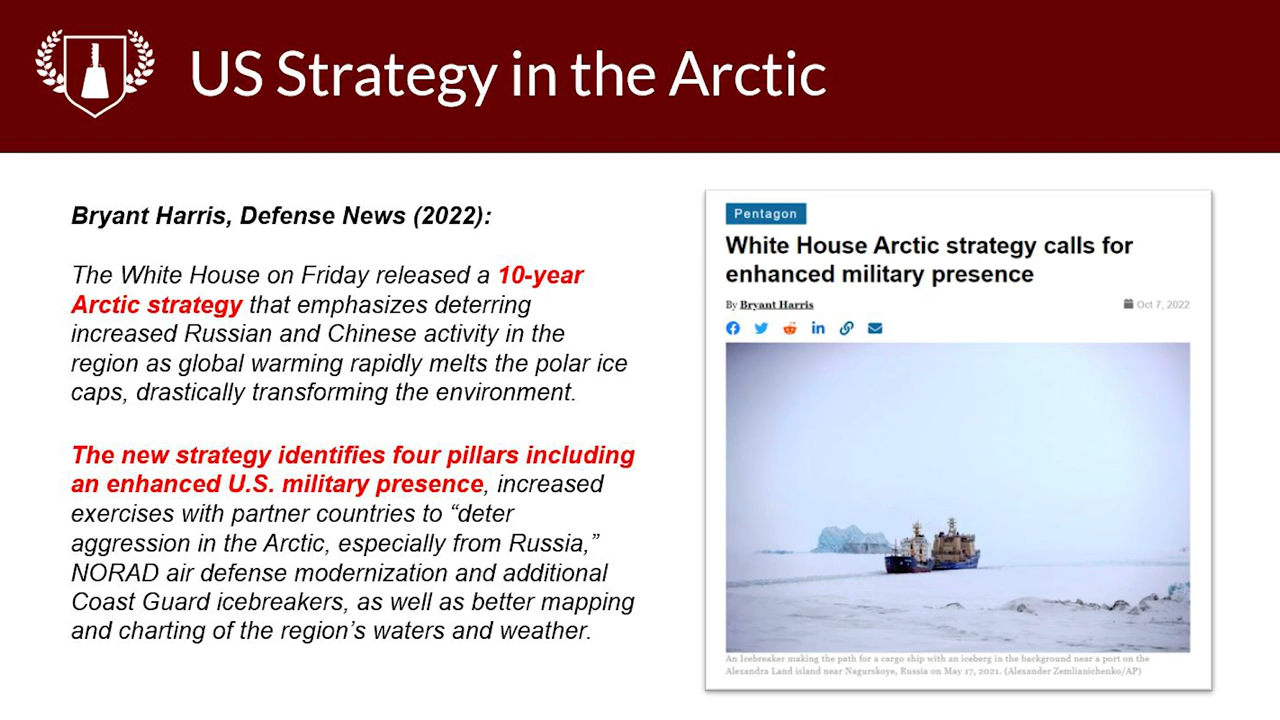 US Strategy in the Arctic
Bryant Harris, Defense News (2022):
The White House on Friday released a 10-year
Arctic strategy that emphasizes deterring
increased Russian and Chinese activity in the
region as global warming rapidly melts the polar ice
caps, drastically transforming the environment.
The new strategy identifies four pillars including
an enhanced U.S. military presence, increased
exercises with partner countries to “deter
aggression in the Arctic, especially from Russia,”
NORAD air defense modernization and additional
Coast Guard icebreakers, as well as better mapping
and charting of the region’s waters and weather.
Pentagon
White House Arctic strategy calls for
enhanced military presence
By Bryant Harris
Oct 7, 2022
An Icebreaker making the path for a cargo ship with an iceberg in the background near a port on the
Alexandra Land island near Nagurskoye, Russia on May 17, 2021. (Alexander Zemlianichenko/AP)